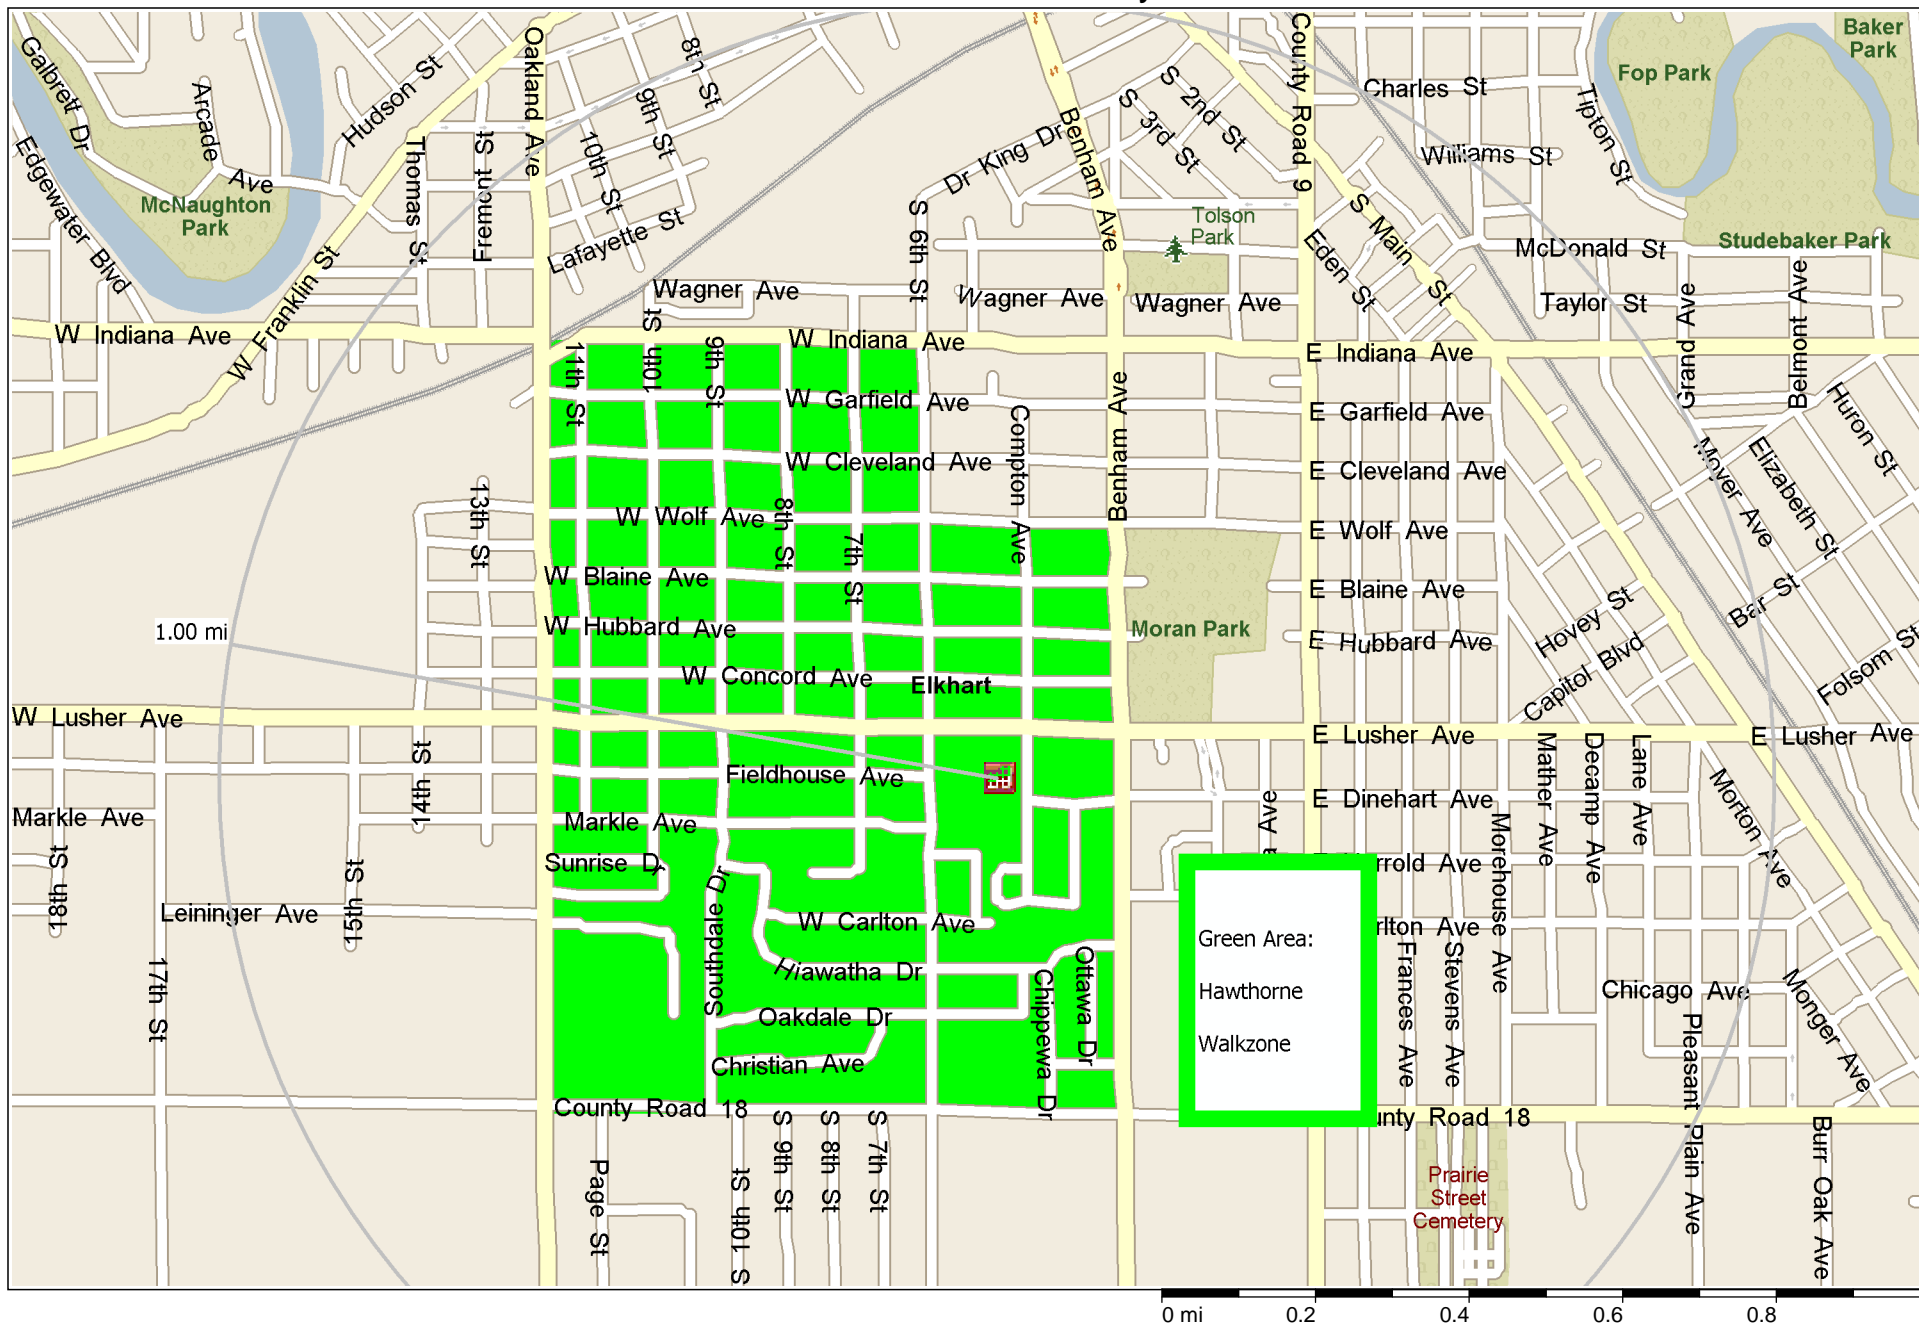 Galbrett Dr
Arcade
Ave
Hudson St
Oakland Ave
8th St
9th St
10th St
Benham Ave
S 2nd St
S 3rd St
Dr King Dr
County Road 9
Charles St
Williams St
Tipton St
Fop Park
Baker
Park
Edgewater Blvd
McNaughton
Park
Thomas St
Fremont St
Lafayette St
S 6th St
Tolson
Park
Eden St
S Main St
McDonald St
Studebaker Park
Wagner Ave
Wagner Ave
Wagner Ave
Taylor St
Grand Ave
Belmont Ave
W Indiana Ave
W Franklin St
10th St
9th St
11th St
W Indiana Ave
E Indiana Ave
W Garfield Ave
Compton Ave
Benham Ave
E Garfield Ave
Huron St
Elizabeth St
Moyer Ave
W Cleveland Ave
E Cleveland Ave
13th St
W Wolf Ave
8th St
7th St
E Wolf Ave
W Blaine Ave
E Blaine Ave
Bar St
Hovey St
1.00 mi
W Hubbard Ave
Moran Park
E Hubbard Ave
Capitol Blvd
Folsom St
W Concord Ave
Elkhart
W Lusher Ave
E Lusher Ave
E Lusher Ave
14th St
Fieldhouse Ave
Mather Ave
Decamp Ave
Lane Ave
Morton Ave
Markle Ave
Markle Ave
E Dinehart Ave
Morehouse Ave
18th St
15th St
Sunrise Dr
Southdale Dr
rrold Ave
Leininger Ave
W Carlton Ave
rlton Ave
17th St
Hiawatha Dr
Chippewa Dr
Ottawa Dr
Green Area:
Hawthorne
Walkzone
Frances Ave
Stevens Ave
Chicago Ave
Monger Ave
Oakdale Dr
Pleasant
Plain Ave
Christian Ave
County Road 18
unty Road 18
Page St
S 10th St
S 9th St
S 8th St
S 7th St
Prairie
Street
Cemetery
Burr Oak Ave
0 mi 0.2 0.4 0.6 0.8